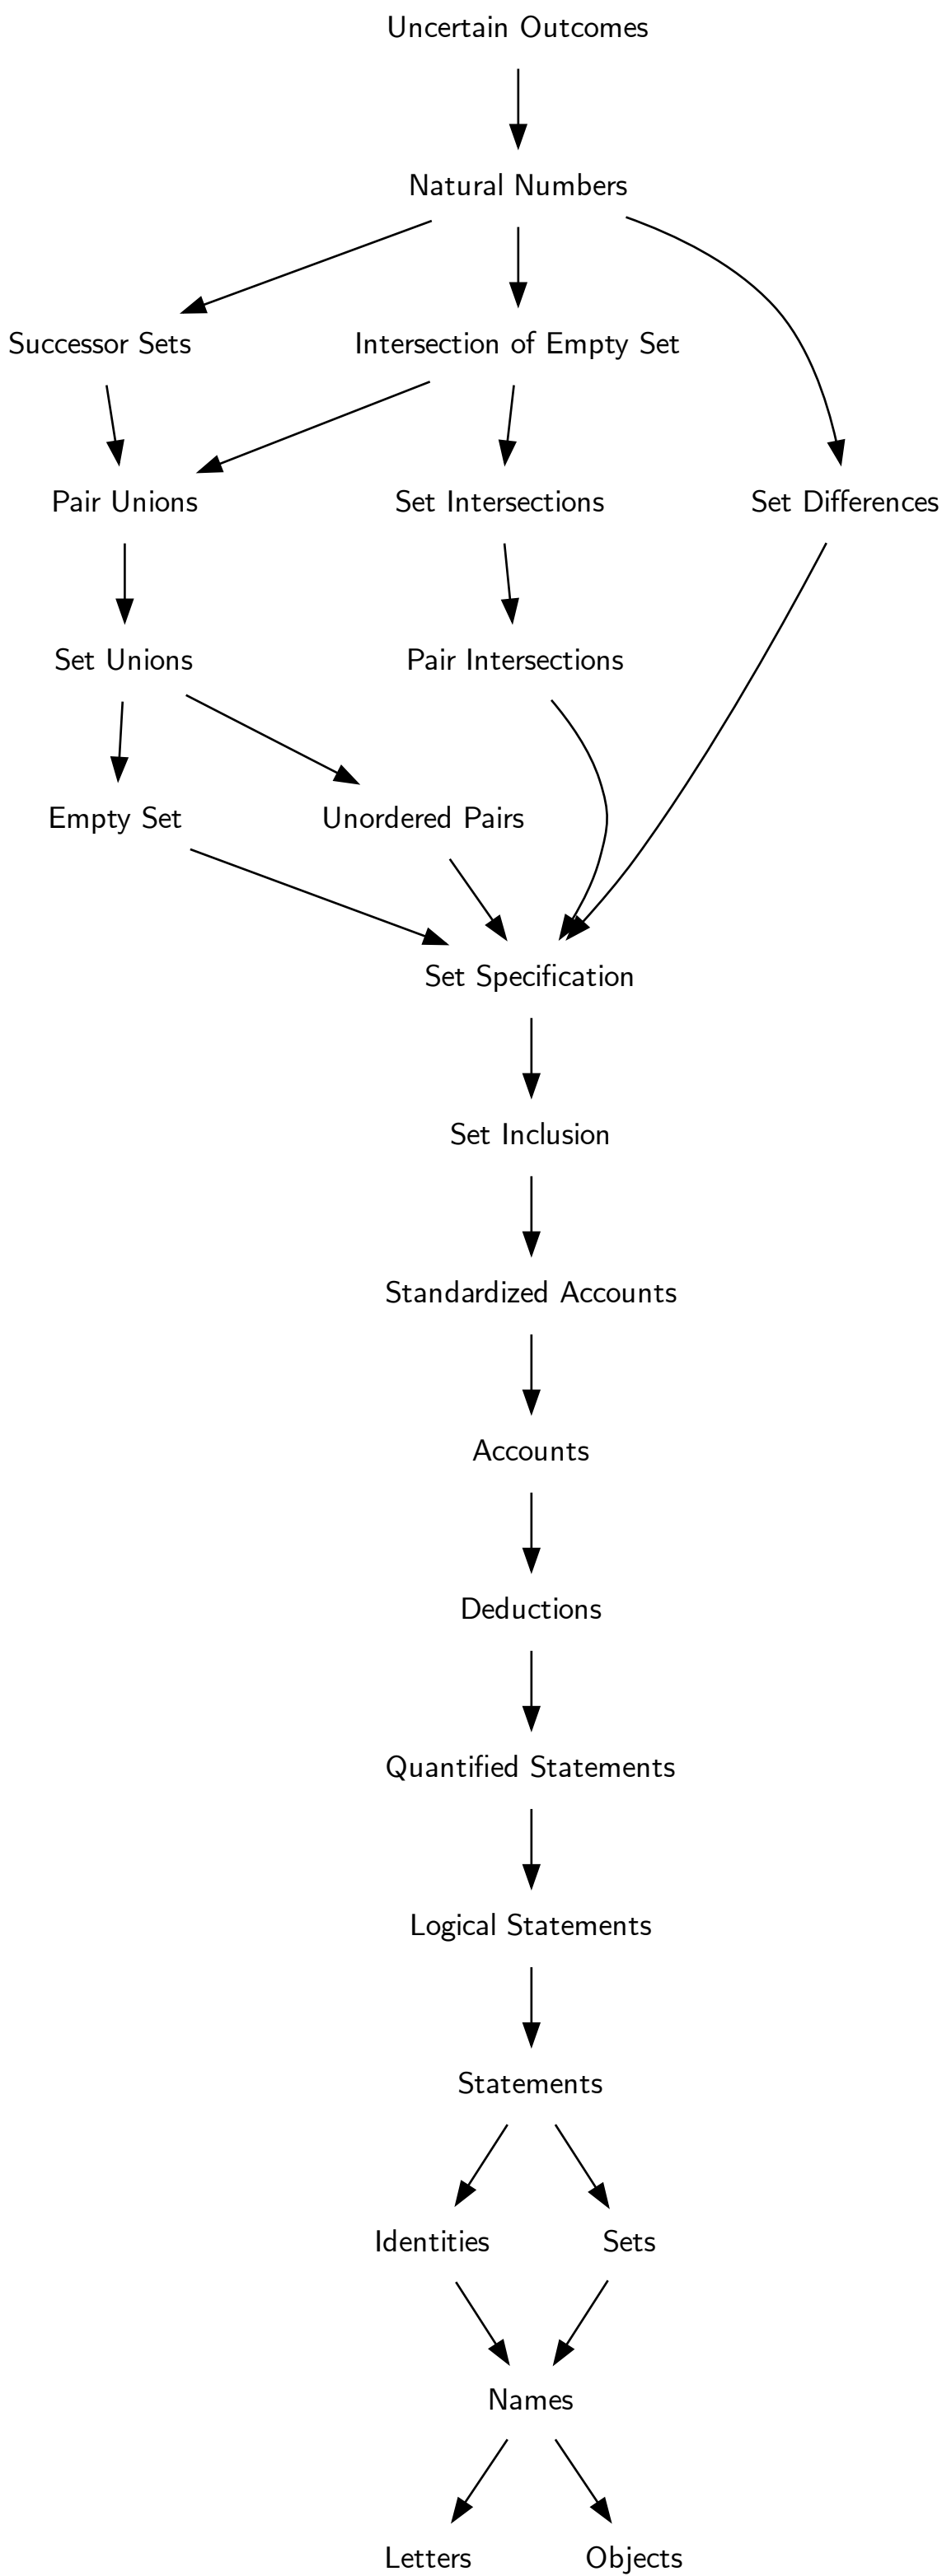 Uncertain Outcomes
Natural Numbers
Successor Sets
Intersection of Empty Set
Pair Unions
Set Intersections
Set Differences
Set Unions
Pair Intersections
Empty Set
Unordered Pairs
Set Specification
Set Inclusion
Standardized Accounts
Accounts
Deductions
Quantified Statements
Logical Statements
Statements
Identities
Sets
Names
Letters
Objects